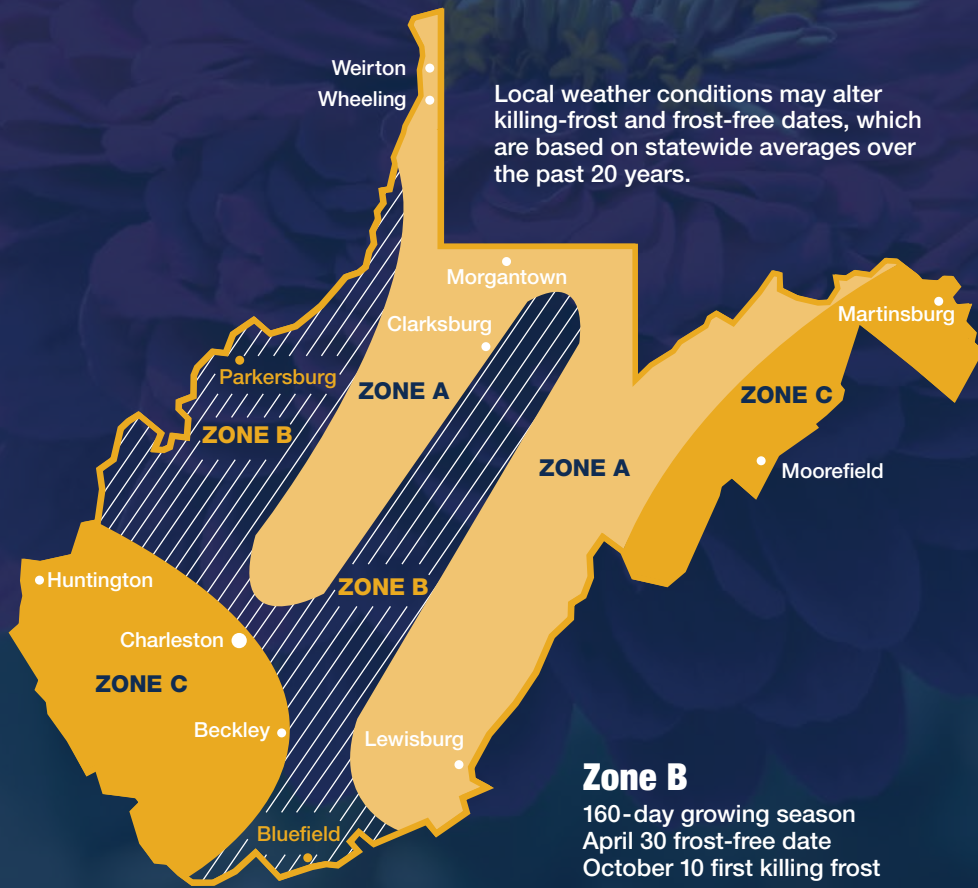 Weirton
Wheeling
Local weather conditions may alter
killing-frost and frost-free dates, which
are based on statewide averages over
the past 20 years.
Morgantown
Clarksburg
Martinsburg
Parkersburg
ZONE A
ZONE C
ZONE B
ZONE A
Moorefield
Huntington
ZONE B
Charleston
ZONE C
Beckley
Lewisburg
Bluefield
Zone B
160-day growing season
April 30 frost-free date
October 10 first killing frost